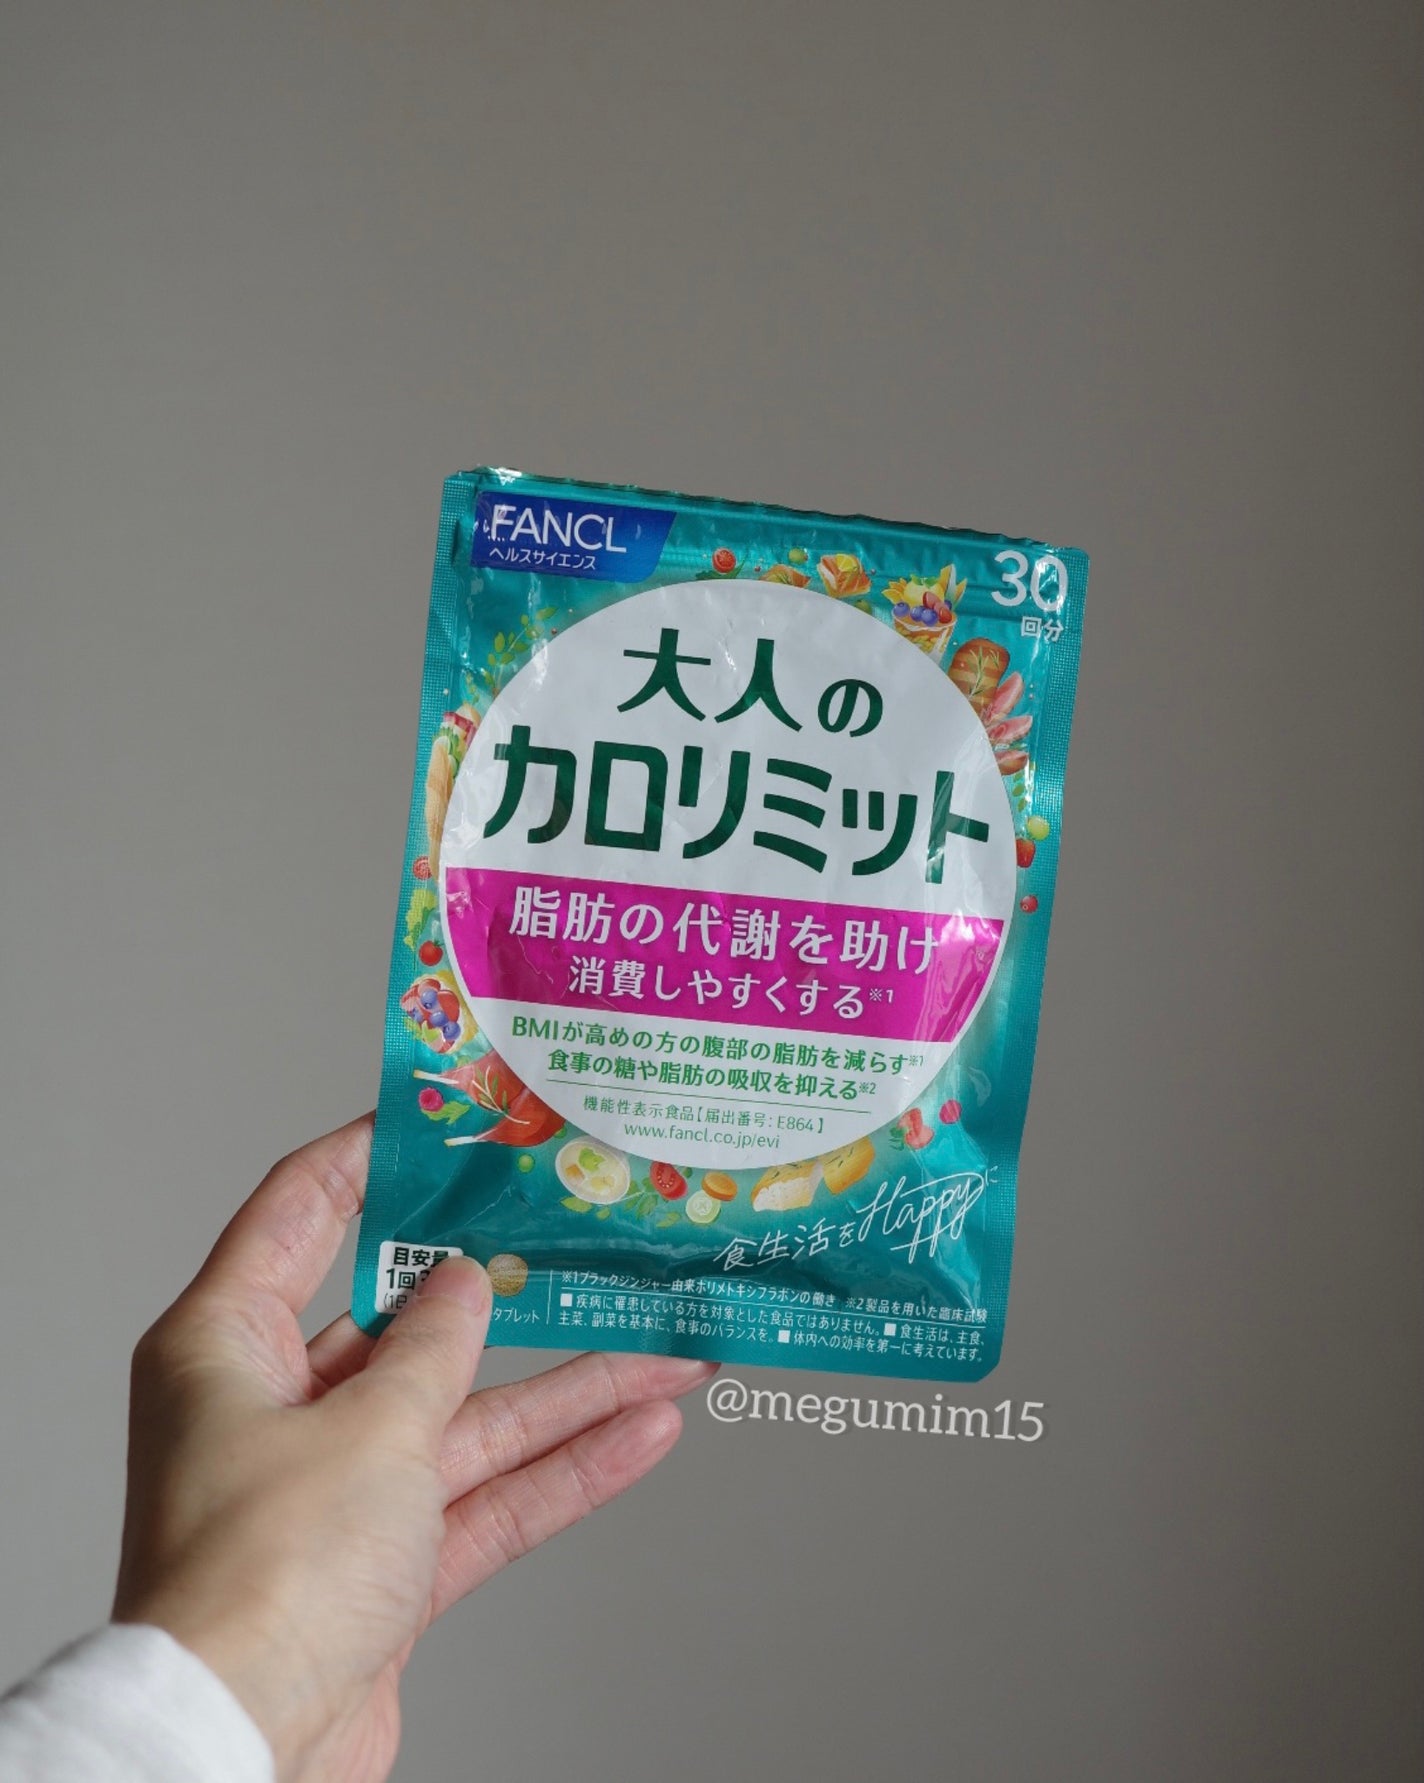 FANCL
ヘルスサイエンス
30
回分
大人の
カロリミット
脂肪の代謝を助け
消費しやすくする※1
BMIが高めの方の腹部の脂肪を減らす※1
食事の糖や脂肪の吸収を抑える※2
機能性表示食品【届出番号:E864】
www.fancl.co.jp/evi
食生活をHappyに
目安量
1回
(1日
タブレット
※1ブラックジンジャー由来ポリメトキシフラボンの働き ※2製品を用いた臨床試験
■疾病に罹患している方を対象とした食品ではありません。■食生活は、主食、
主菜、副菜を基本に、食事のバランスを。■体内への効率を第一に考えています。
@megumim15